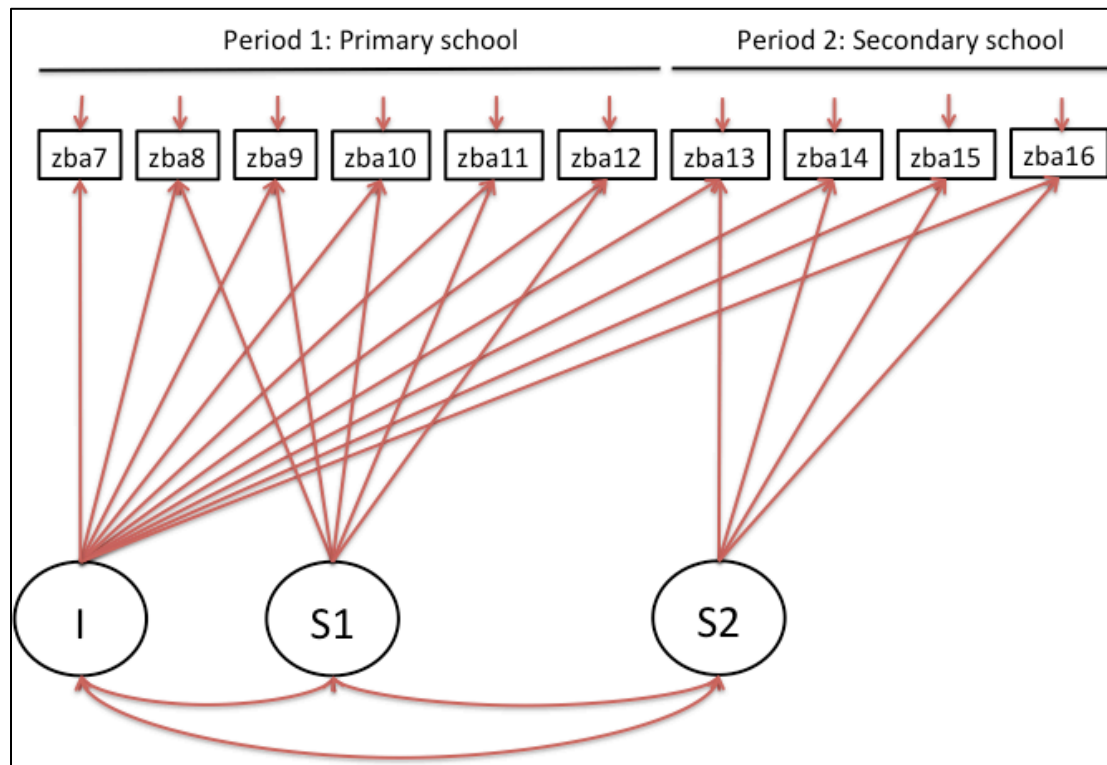 Period 1: Primary school Period 2: Secondary school
zba7 zba8 zba9 zba10 zba11 zba12 zba13 zba14 zba15 zba16
I S1 S2